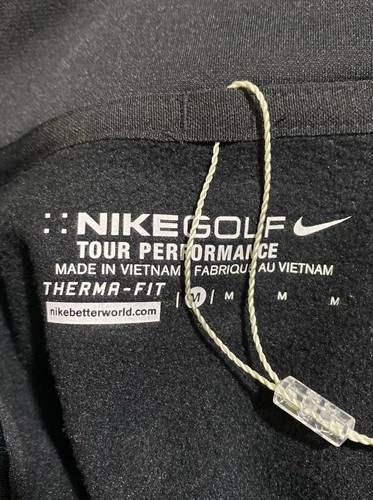 NIKEGOLF
TOUR PERFORMANCE
MADE IN VIETNAM | FABRIQUÉ AU VIETNAM
THERMA-FIT | M | M M M
nikebetterworld.com